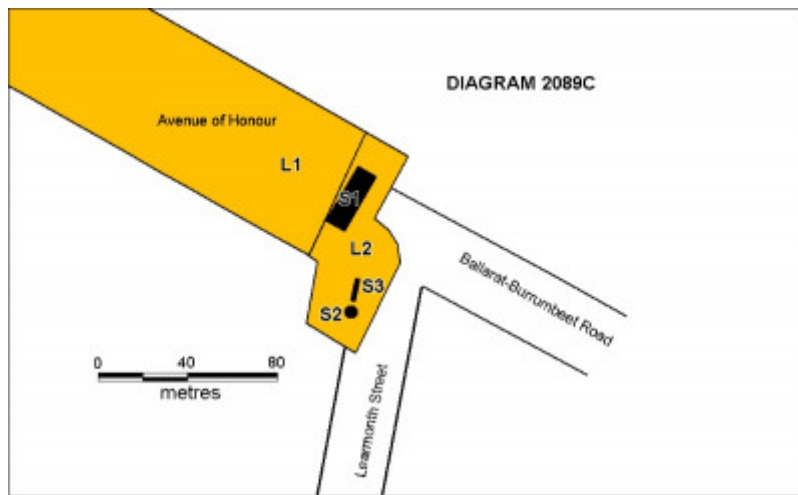 DIAGRAM 2089C
Avenue of Honour
L1
S1
L2
S3
S2
Ballarat-Burrumbeet Road
0 40 80
metres
Learmonth Street